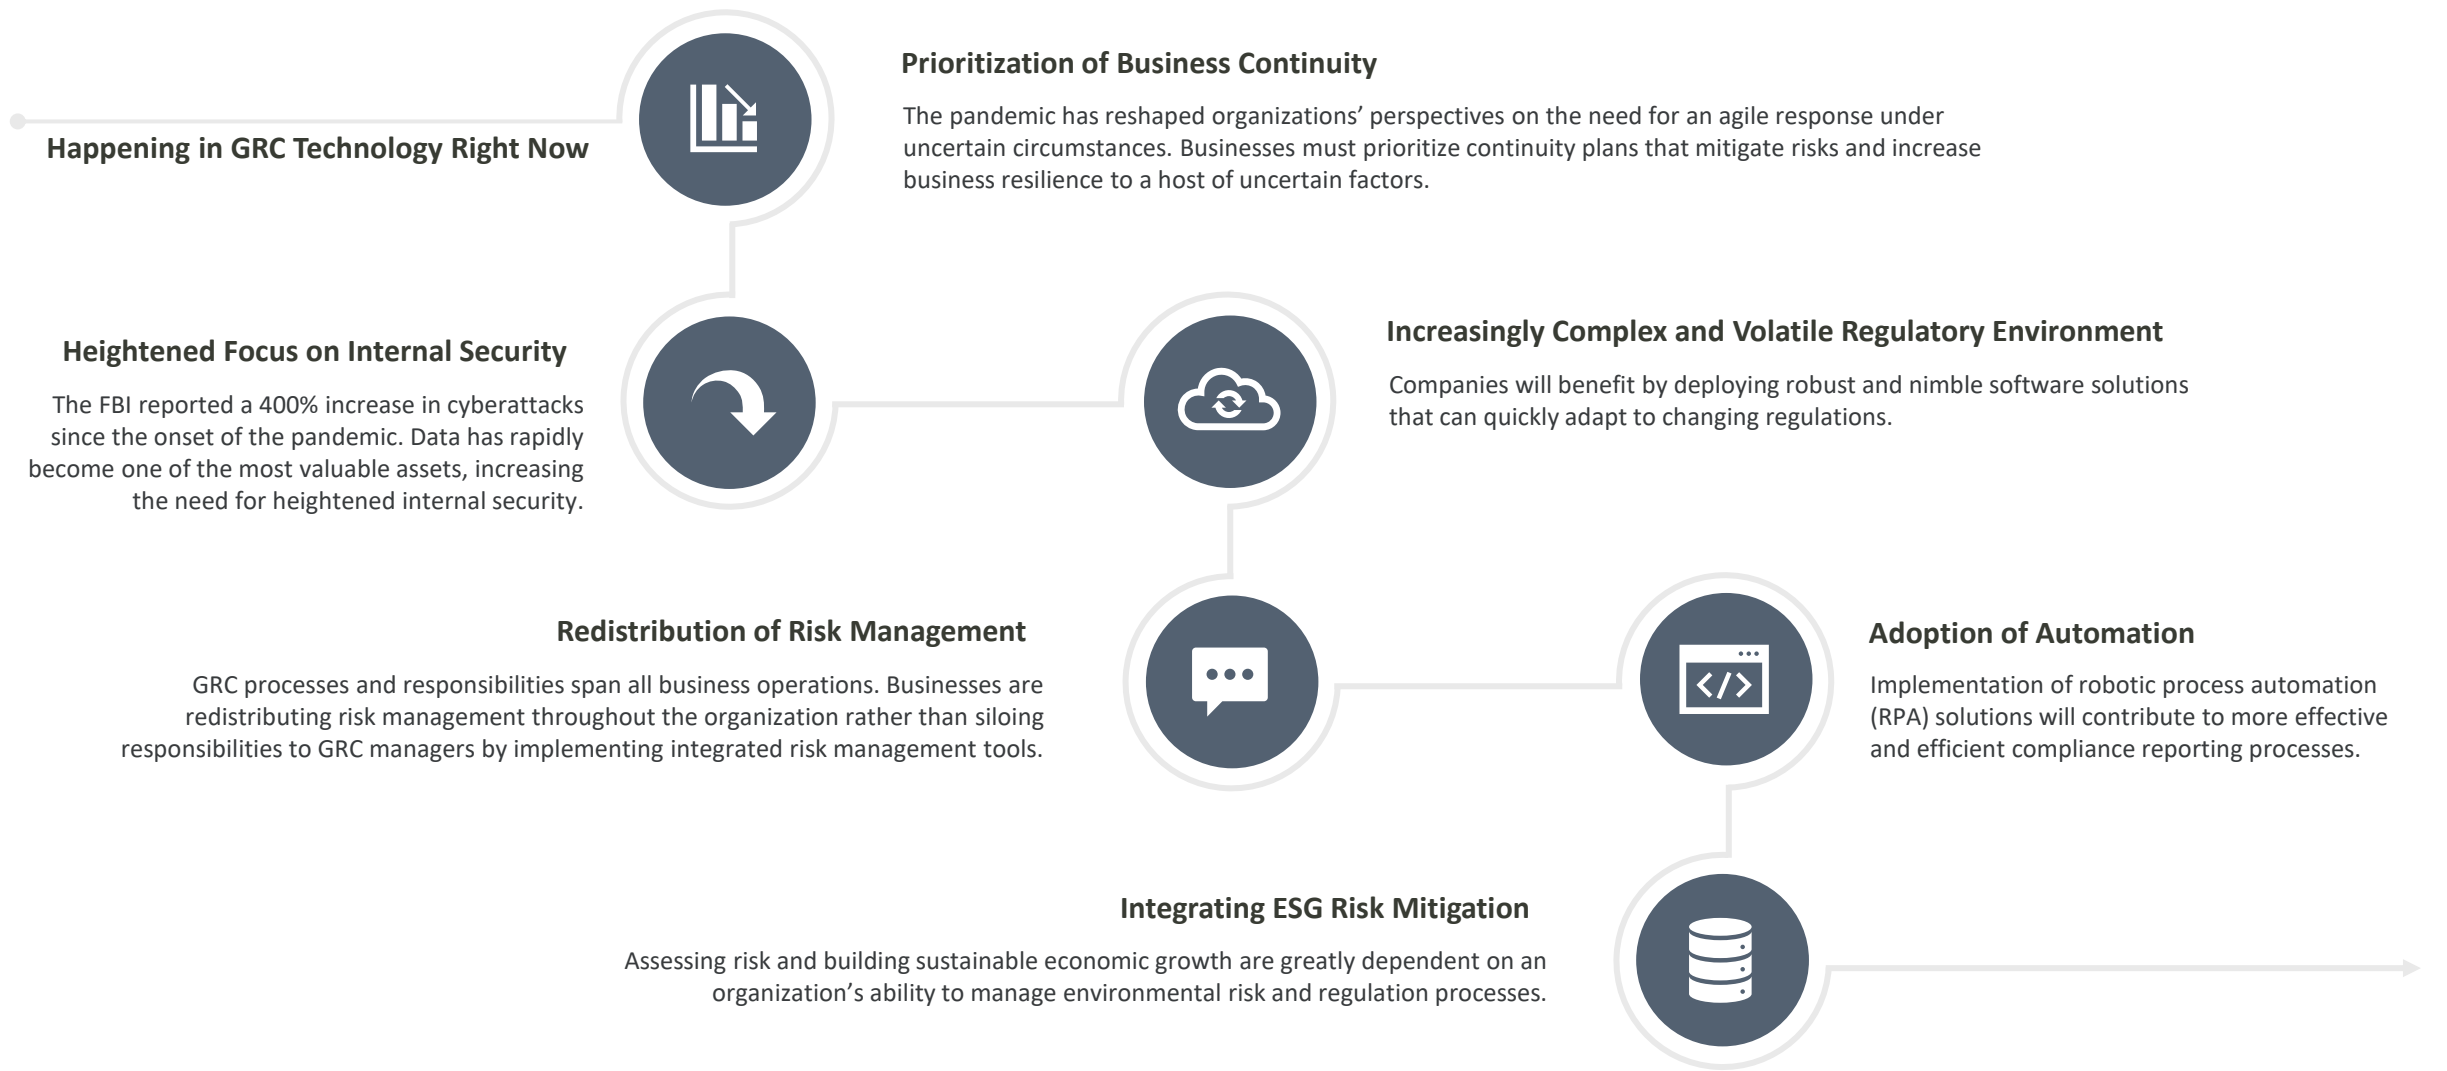 Happening in GRC Technology Right Now
Prioritization of Business Continuity
The pandemic has reshaped organizations’ perspectives on the need for an agile response under
uncertain circumstances. Businesses must prioritize continuity plans that mitigate risks and increase
business resilience to a host of uncertain factors.
Heightened Focus on Internal Security
The FBI reported a 400% increase in cyberattacks
since the onset of the pandemic. Data has rapidly
become one of the most valuable assets, increasing
the need for heightened internal security.
Increasingly Complex and Volatile Regulatory Environment
Companies will benefit by deploying robust and nimble software solutions
that can quickly adapt to changing regulations.
Redistribution of Risk Management
GRC processes and responsibilities span all business operations. Businesses are
redistributing risk management throughout the organization rather than siloing
responsibilities to GRC managers by implementing integrated risk management tools.
Adoption of Automation
Implementation of robotic process automation
(RPA) solutions will contribute to more effective
and efficient compliance reporting processes.
Integrating ESG Risk Mitigation
Assessing risk and building sustainable economic growth are greatly dependent on an
organization’s ability to manage environmental risk and regulation processes.